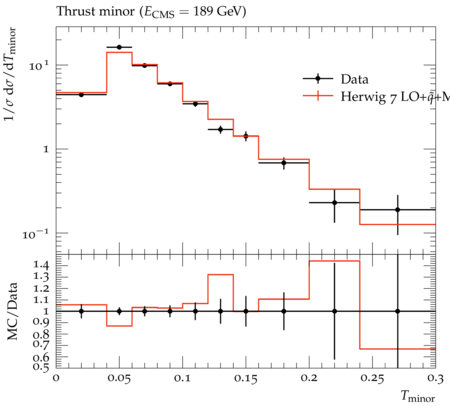 Thrust minor (E_CMS = 189 GeV)
1/σ dσ/dT_minor
10¹
1
10⁻¹
Data
Herwig 7 LO+q̃+M
MC/Data
1.4
1.3
1.2
1.1
1
0.9
0.8
0.7
0.6
0.5
0 0.05 0.1 0.15 0.2 0.25 0.3
T_minor